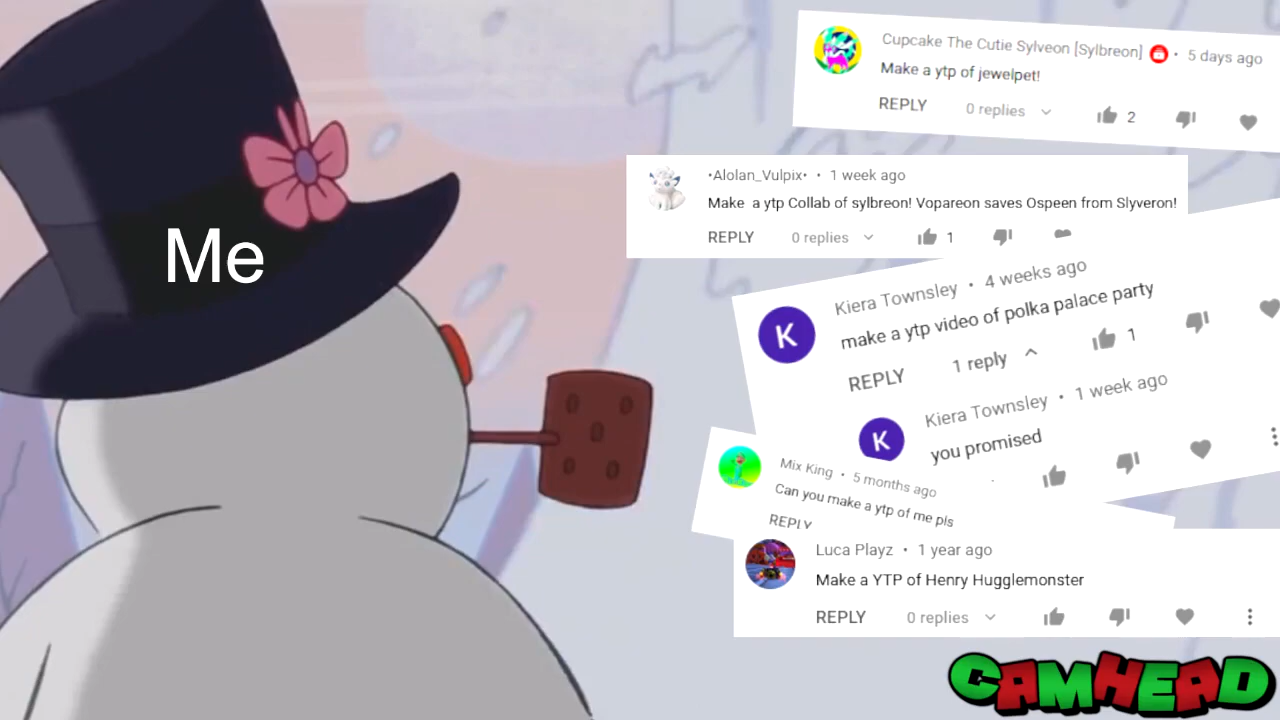 Me
Cupcake The Cutie Sylveon [Sylbreon] · 5 days ago
Make a ytp of jewelpet!
REPLY 0 replies 2
•Alolan_Vulpix• • 1 week ago
Make a ytp Collab of sylbreon! Vopareon saves Ospeen from Slyveron!
REPLY 0 replies 1
Kiera Townsley • 4 weeks ago
make a ytp video of polka palace party
REPLY 1 reply 1
K
Kiera Townsley • 1 week ago
you promised
K
Mix King • 5 months ago
Can you make a ytp of me pls
REPLY
Luca Playz • 1 year ago
Make a YTP of Henry Hugglemonster
REPLY 0 replies
CAMHEAD